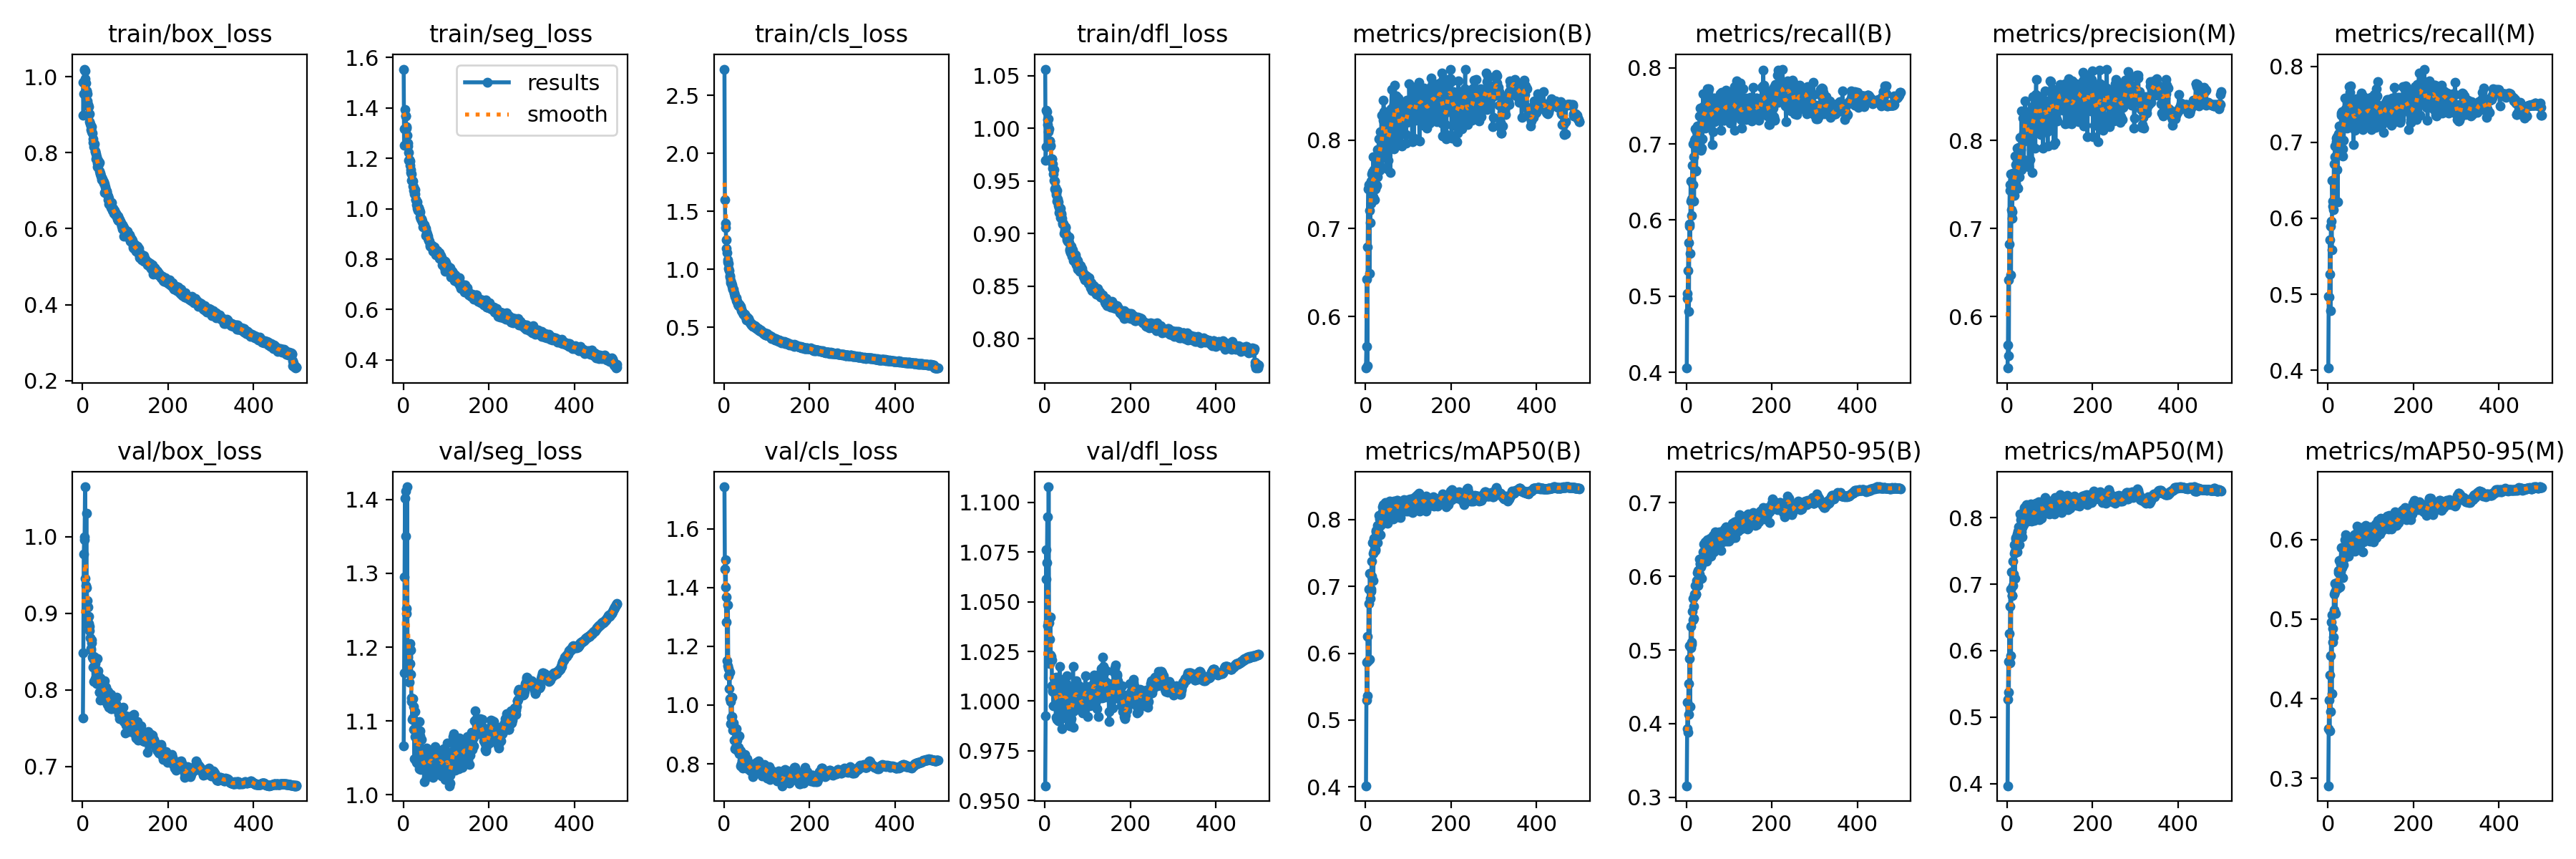 train/box_loss
train/seg_loss
train/cls_loss
train/dfl_loss
metrics/precision(B)
metrics/recall(B)
metrics/precision(M)
metrics/recall(M)
1.0
0.8
0.6
0.4
0.2
0 200 400
1.6
1.4
1.2
1.0
0.8
0.6
0.4
results
smooth
0 200 400
2.5
2.0
1.5
1.0
0.5
0 200 400
1.05
1.00
0.95
0.90
0.85
0.80
0 200 400
0.8
0.7
0.6
0 200 400
0.8
0.7
0.6
0.5
0.4
0 200 400
0.8
0.7
0.6
0 200 400
0.8
0.7
0.6
0.5
0.4
0 200 400
val/box_loss
val/seg_loss
val/cls_loss
val/dfl_loss
metrics/mAP50(B)
metrics/mAP50-95(B)
metrics/mAP50(M)
metrics/mAP50-95(M)
1.0
0.9
0.8
0.7
0 200 400
1.4
1.3
1.2
1.1
1.0
0 200 400
1.6
1.4
1.2
1.0
0.8
0 200 400
1.100
1.075
1.050
1.025
1.000
0.975
0.950
0 200 400
0.8
0.7
0.6
0.5
0.4
0 200 400
0.7
0.6
0.5
0.4
0.3
0 200 400
0.8
0.7
0.6
0.5
0.4
0 200 400
0.6
0.5
0.4
0.3
0 200 400